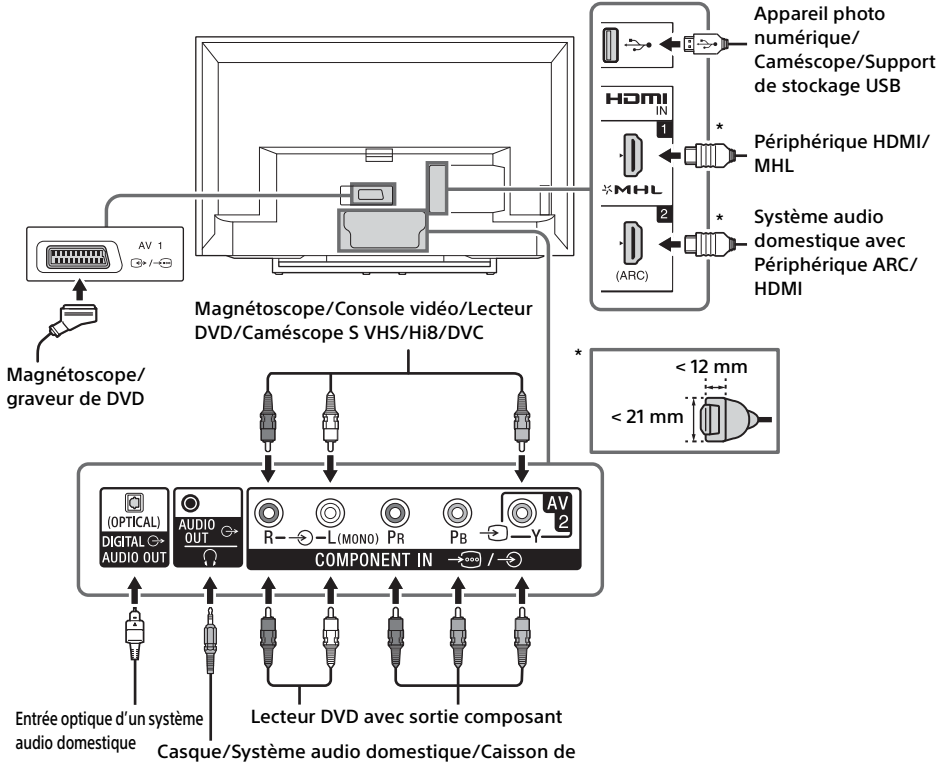 Appareil photo
numérique/
Caméscope/Support
de stockage USB
HDMI
IN
1
*
Périphérique HDMI/
MHL
MHL
2
*
Système audio
domestique avec
Périphérique ARC/
HDMI
(ARC)
AV 1
/
Magnétoscope/
graveur de DVD
Magnétoscope/Console vidéo/Lecteur
DVD/Caméscope S VHS/Hi8/DVC
*
< 12 mm
< 21 mm
(OPTICAL)
DIGITAL
AUDIO OUT
AUDIO
OUT
R
L(MONO)
PR
PB
Y
AV
2
COMPONENT IN /
Entrée optique d'un système
audio domestique
Lecteur DVD avec sortie composant
Casque/Système audio domestique/Caisson de